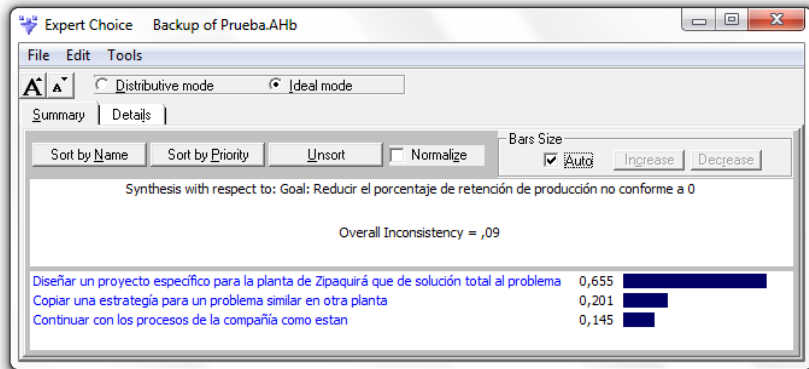 Expert Choice Backup of Prueba.AHb
File Edit Tools
A A Distributive mode Ideal mode
Summary Details
Sort by Name Sort by Priority Unsort Normalize Bars Size Auto Increase Decrease
Synthesis with respect to: Goal: Reducir el porcentaje de retención de producción no conforme a 0
Overall Inconsistency = ,09
Diseñar un proyecto específico para la planta de Zipaquirá que de solución total al problema 0,655
Copiar una estrategía para un problema similar en otra planta 0,201
Continuar con los procesos de la compañía como estan 0,145